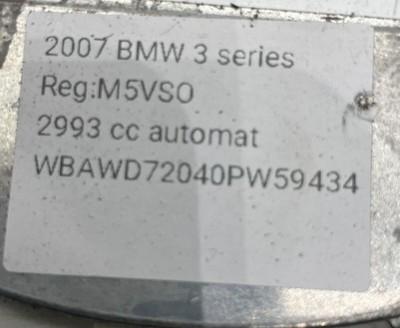 2007 BMW 3 series
Reg:M5VSO
2993 cc automat
WBAWD72040PW59434